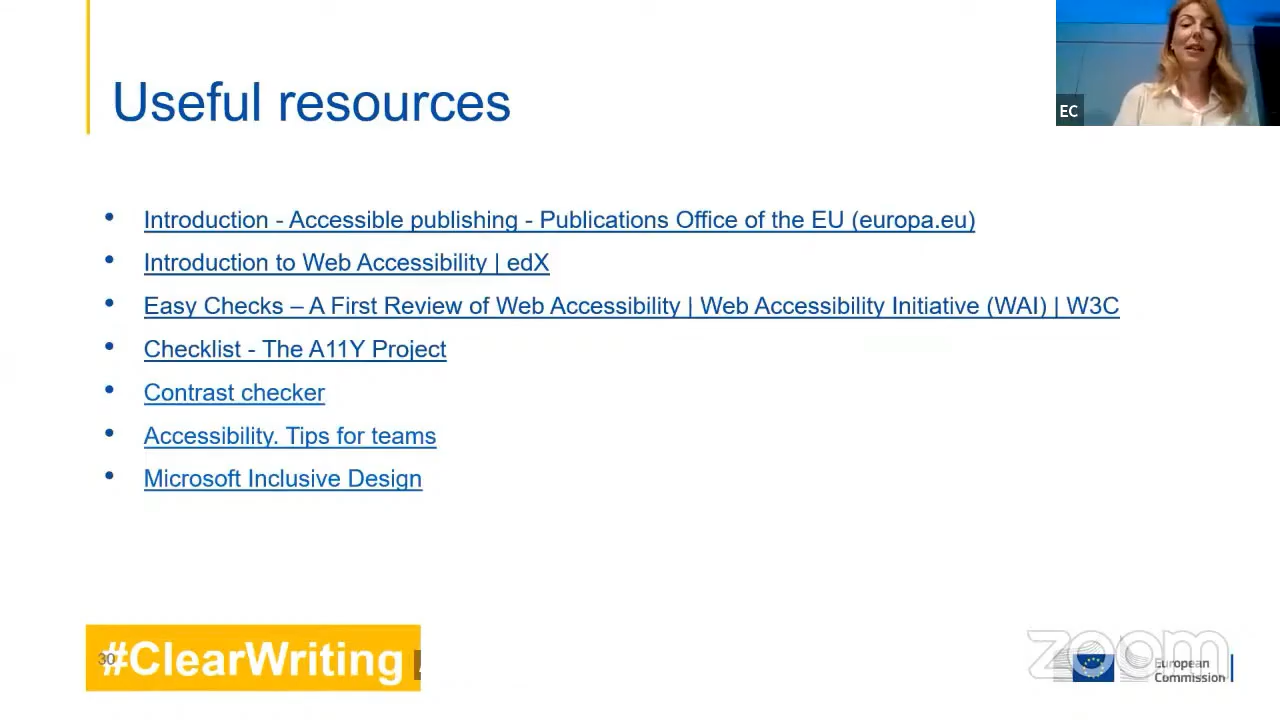 EC
Useful resources
• Introduction - Accessible publishing - Publications Office of the EU (europa.eu)
• Introduction to Web Accessibility | edX
• Easy Checks – A First Review of Web Accessibility | Web Accessibility Initiative (WAI) | W3C
• Checklist - The A11Y Project
• Contrast checker
• Accessibility. Tips for teams
• Microsoft Inclusive Design
30
#ClearWriting
zoom
European
Commission